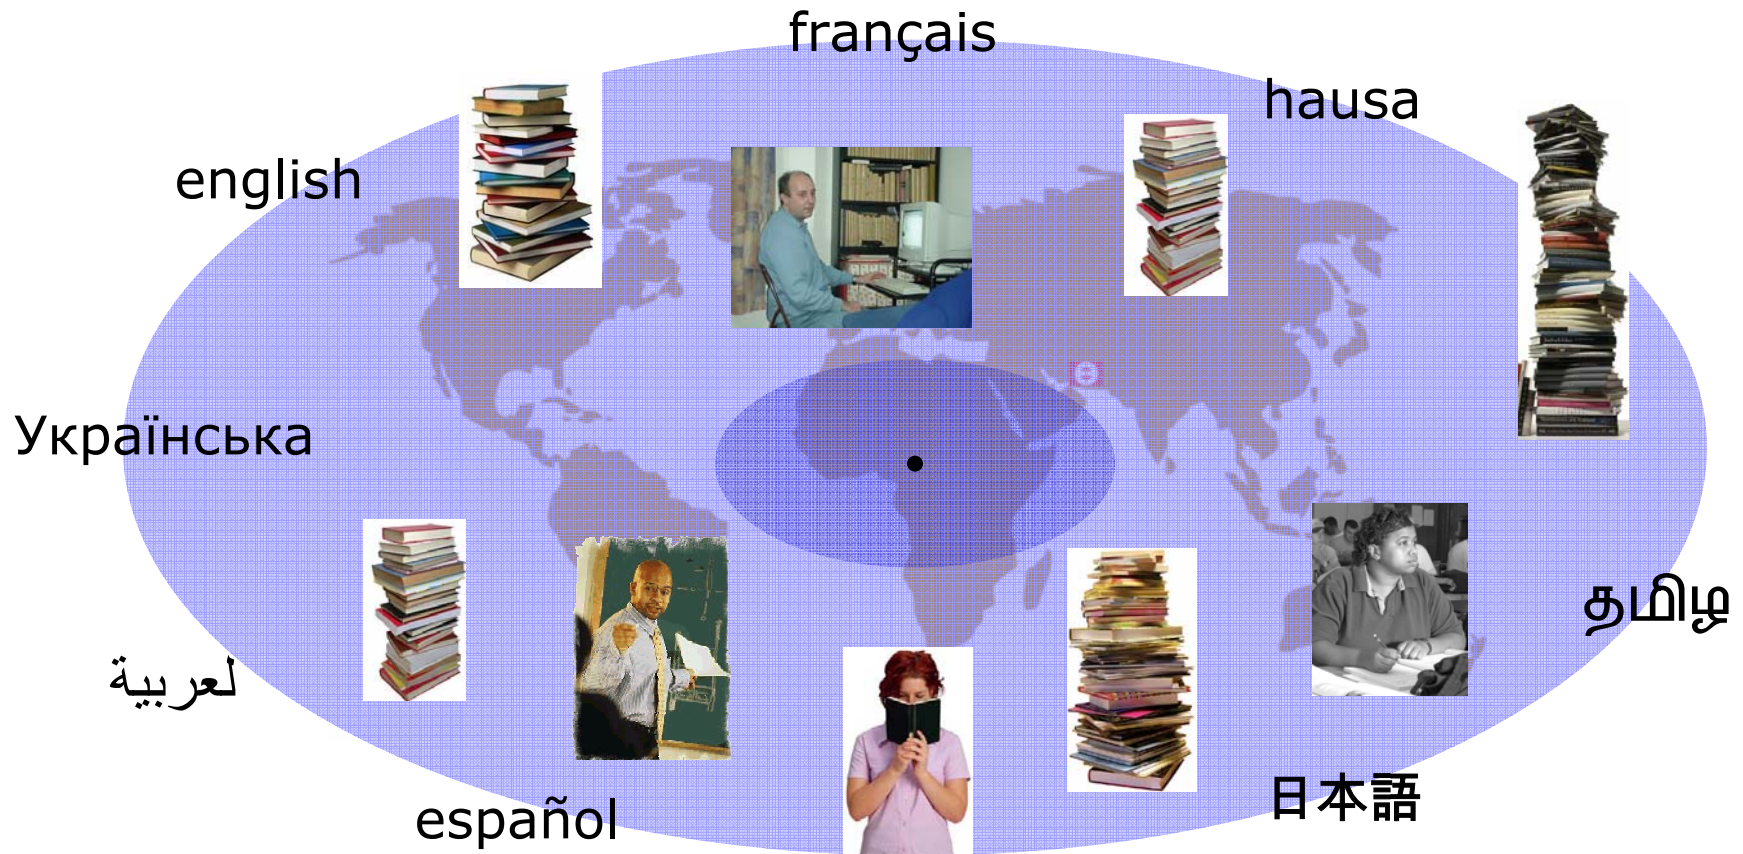 français
hausa
english
Українська
தமிழ
لعربية
日本語
español